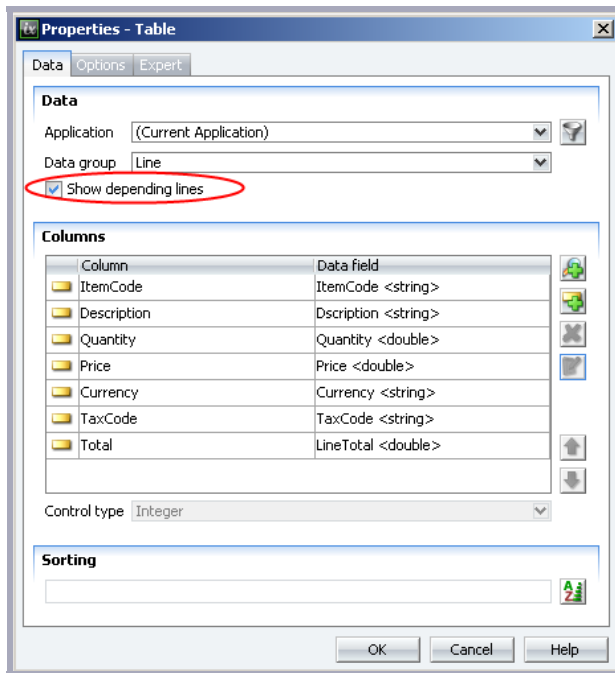 Properties - Table
Data Options Expert
Data
Application (Current Application)
Data group Line
Show depending lines
Columns
Column Data field
ItemCode ItemCode <string>
Description Dscription <string>
Quantity Quantity <double>
Price Price <double>
Currency Currency <string>
TaxCode TaxCode <string>
Total LineTotal <double>
Control type Integer
Sorting
OK Cancel Help